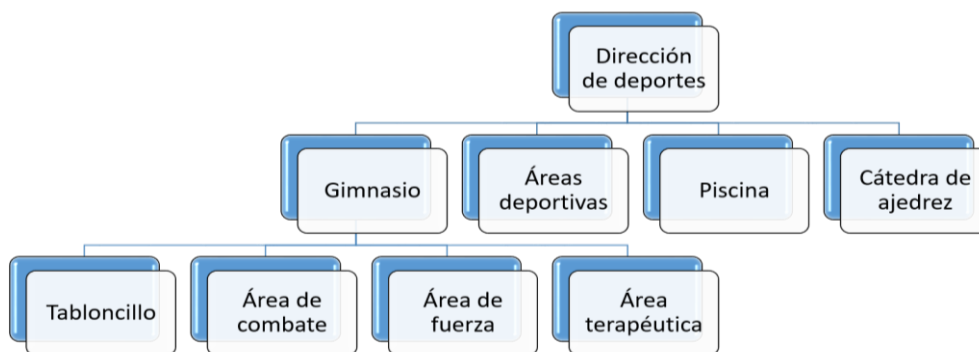 Dirección
de deportes
Gimnasio
Áreas
deportivas
Piscina
Cátedra de
ajedrez
Tabloncillo
Área de
combate
Área de
fuerza
Área
terapéutica